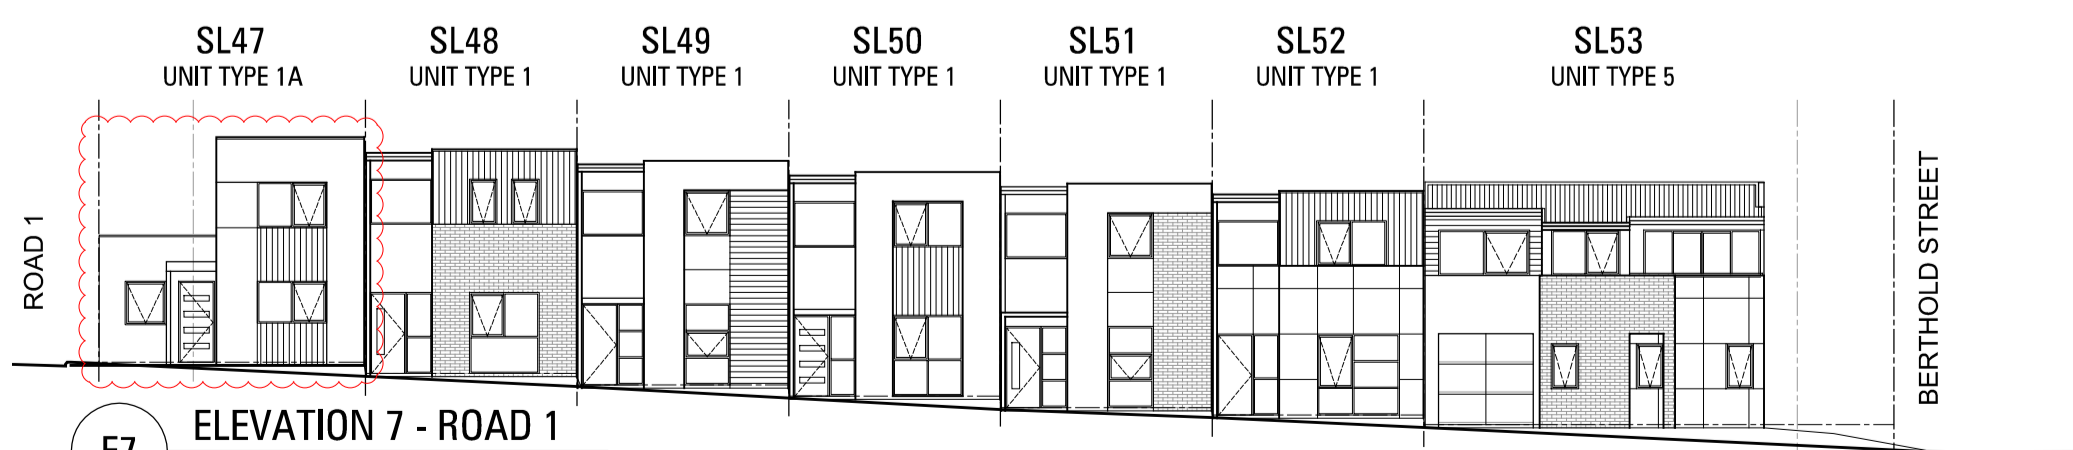 SL47
UNIT TYPE 1A
SL48
UNIT TYPE 1
SL49
UNIT TYPE 1
SL50
UNIT TYPE 1
SL51
UNIT TYPE 1
SL52
UNIT TYPE 1
SL53
UNIT TYPE 5
ROAD 1
BERTHOLD STREET
E7
ELEVATION 7 - ROAD 1